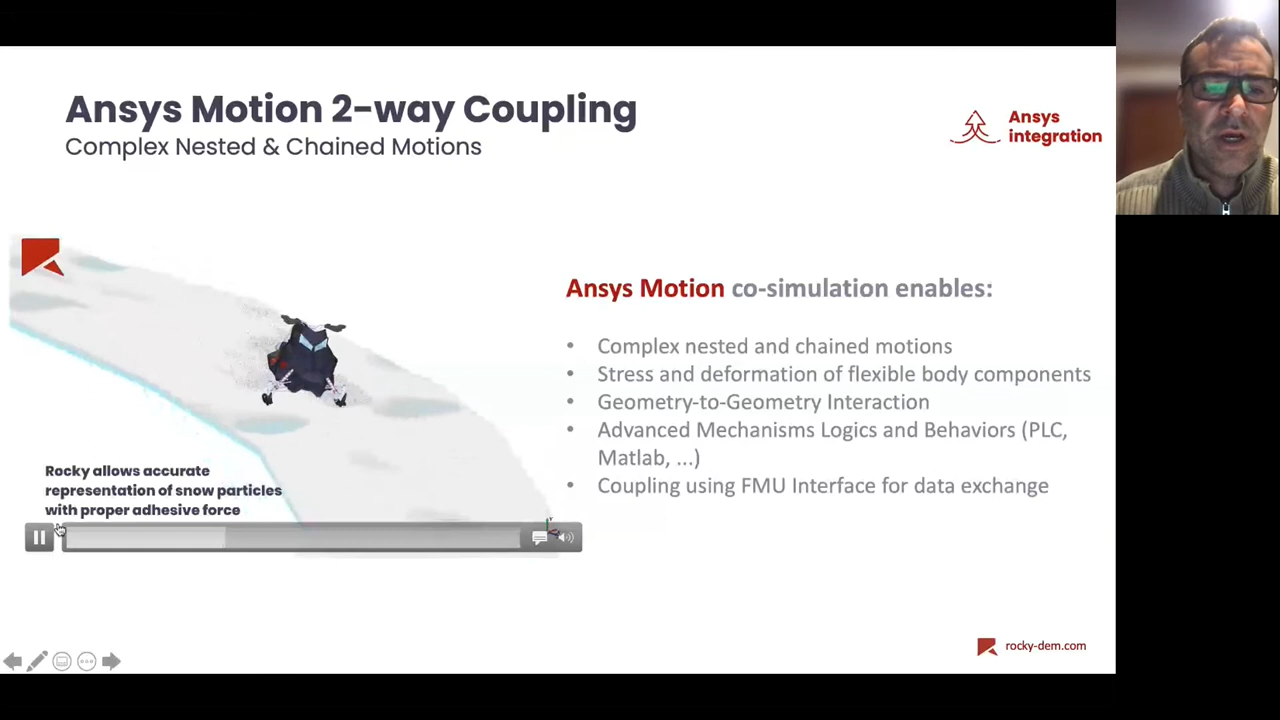 Ansys Motion 2-way Coupling
Complex Nested & Chained Motions
Ansys
integration
Ansys Motion co-simulation enables:
• Complex nested and chained motions
• Stress and deformation of flexible body components
• Geometry-to-Geometry Interaction
• Advanced Mechanisms Logics and Behaviors (PLC,
Matlab, ...)
• Coupling using FMU Interface for data exchange
Rocky allows accurate
representation of snow particles
with proper adhesive force
rocky-dem.com